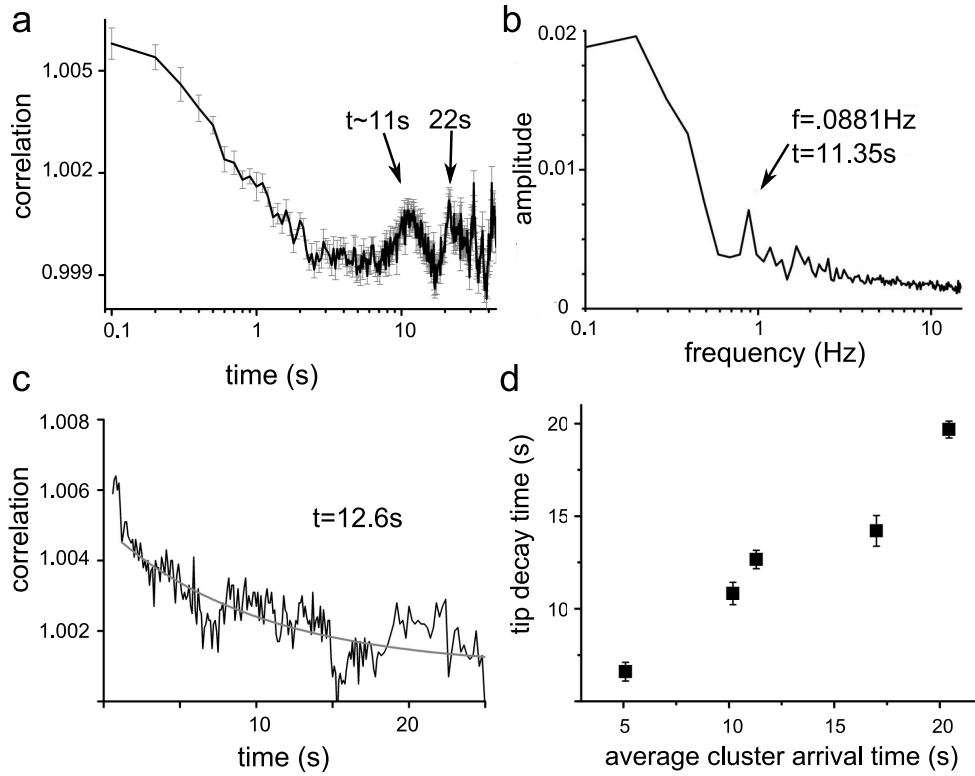 a
1.005
1.002
0.999
correlation
t~11s
22s
0.1
1
10
time (s)
b
0.02
0.01
0
amplitude
f=.0881Hz
t=11.35s
0.1
1
10
frequency (Hz)
c
1.008
1.006
1.004
1.002
correlation
t=12.6s
10
20
time (s)
d
20
15
10
tip decay time (s)
5
10
15
20
average cluster arrival time (s)